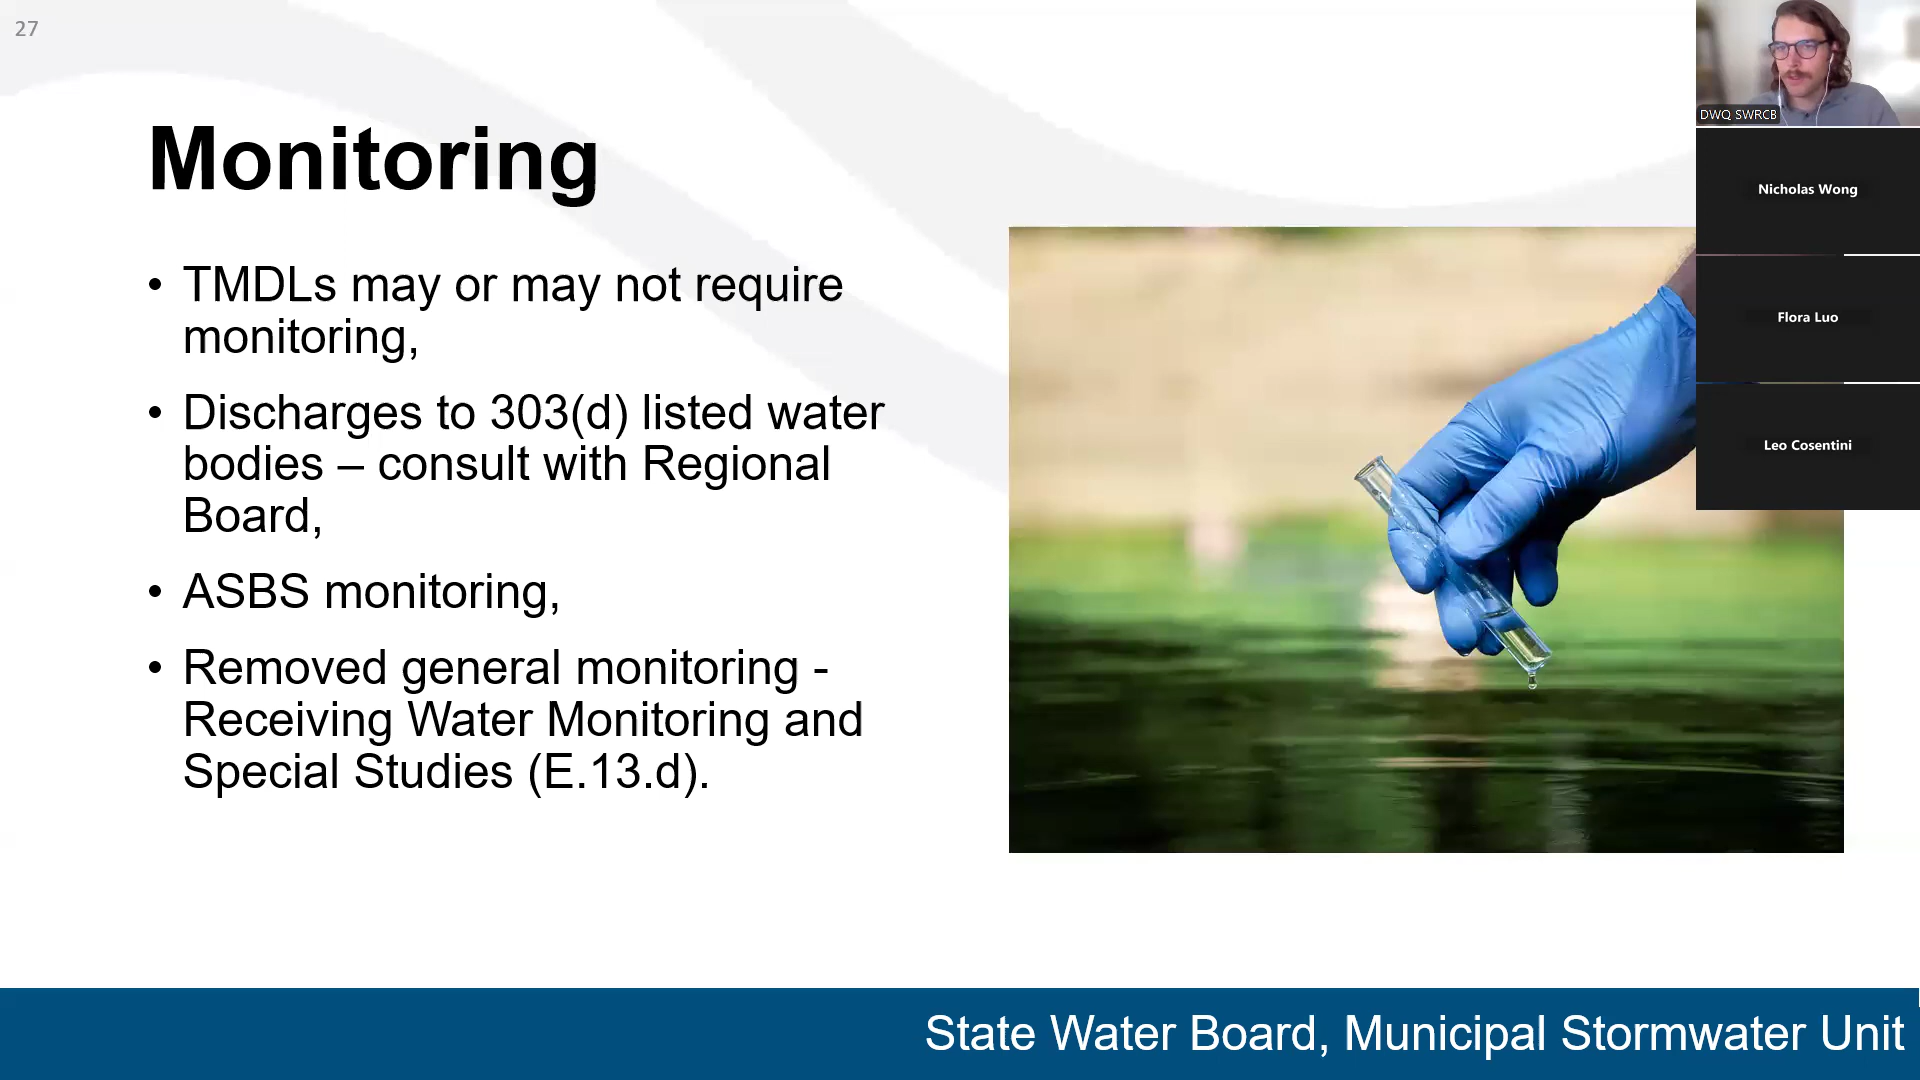 27
Monitoring
• TMDLs may or may not require
monitoring,
• Discharges to 303(d) listed water
bodies – consult with Regional
Board,
• ASBS monitoring,
• Removed general monitoring -
Receiving Water Monitoring and
Special Studies (E.13.d).
DWQ SWRCB
Nicholas Wong
Flora Luo
Leo Cosentini
State Water Board, Municipal Stormwater Unit